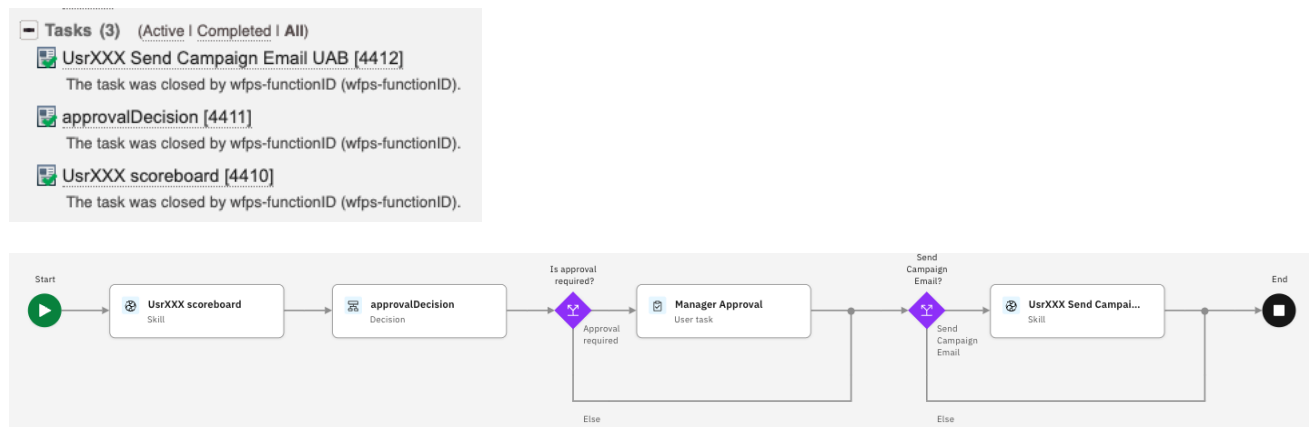 Tasks (3) (Active | Completed | All)
UsrXXX Send Campaign Email UAB [4412]
The task was closed by wfps-functionID (wfps-functionID).
approvalDecision [4411]
The task was closed by wfps-functionID (wfps-functionID).
UsrXXX scoreboard [4410]
The task was closed by wfps-functionID (wfps-functionID).
Start
UsrXXX scoreboard
Skill
approvalDecision
Decision
Is approval
required?
Approval
required
Else
Manager Approval
User task
Send
Campaign
Email?
Send
Campaign
Email
Else
UsrXXX Send Campai...
Skill
End